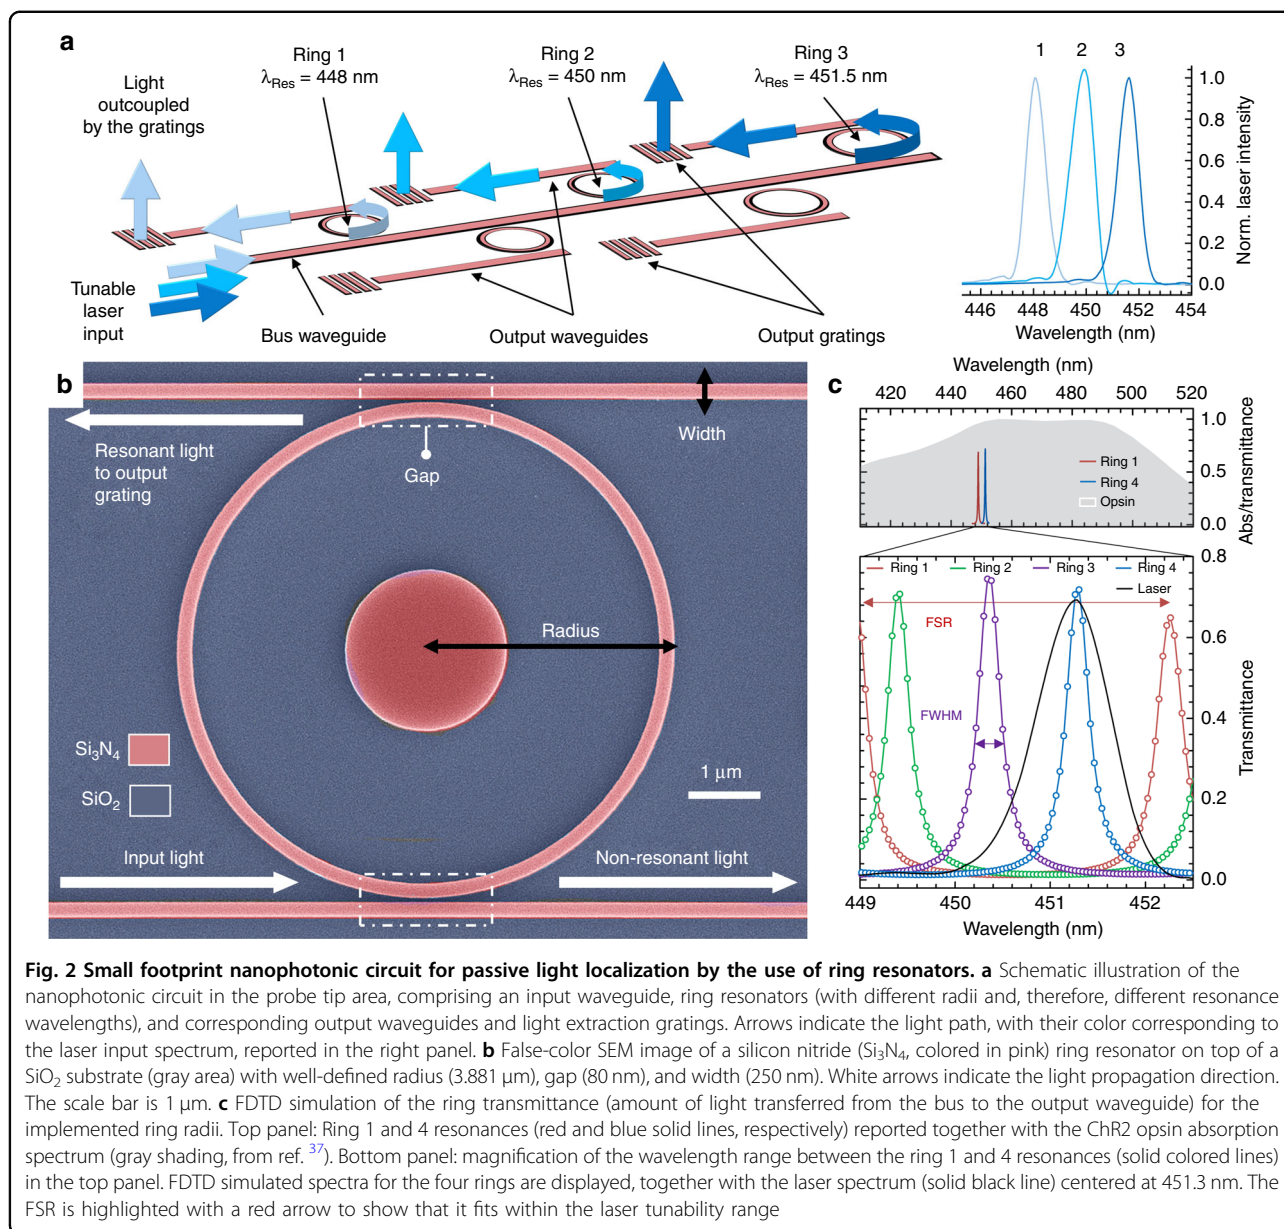 a
Ring 1
λRes = 448 nm
Ring 2
λRes = 450 nm
Ring 3
λRes = 451.5 nm
Light
outcoupled
by the gratings
Tunable
laser
input
Bus waveguide
Output waveguides
Output gratings
1 2 3
1.0
0.8
0.6
0.4
0.2
0.0
Norm. laser intensity
446 448 450 452 454
Wavelength (nm)
b
Resonant light
to output
grating
Gap
Width
Radius
Si3N4
SiO2
1 μm
Input light
Non-resonant light
c
Wavelength (nm)
420 440 460 480 500 520
1.0
0.5
0.0
Abs/transmittance
Ring 1
Ring 4
Opsin
Ring 1 Ring 2 Ring 3 Ring 4
Laser
FSR
FWHM
0.8
0.6
0.4
0.2
0.0
Transmittance
449 450 451 452
Wavelength (nm)
Fig. 2 Small footprint nanophotonic circuit for passive light localization by the use of ring resonators. a Schematic illustration of the
nanophotonic circuit in the probe tip area, comprising an input waveguide, ring resonators (with different radii and, therefore, different resonance
wavelengths), and corresponding output waveguides and light extraction gratings. Arrows indicate the light path, with their color corresponding to
the laser input spectrum, reported in the right panel. b False-color SEM image of a silicon nitride (Si3N4, colored in pink) ring resonator on top of a
SiO2 substrate (gray area) with well-defined radius (3.881 μm), gap (80 nm), and width (250 nm). White arrows indicate the light propagation direction.
The scale bar is 1 μm. c FDTD simulation of the ring transmittance (amount of light transferred from the bus to the output waveguide) for the
implemented ring radii. Top panel: Ring 1 and 4 resonances (red and blue solid lines, respectively) reported together with the ChR2 opsin absorption
spectrum (gray shading, from ref. 37). Bottom panel: magnification of the wavelength range between the ring 1 and 4 resonances (solid colored lines)
in the top panel. FDTD simulated spectra for the four rings are displayed, together with the laser spectrum (solid black line) centered at 451.3 nm. The
FSR is highlighted with a red arrow to show that it fits within the laser tunability range